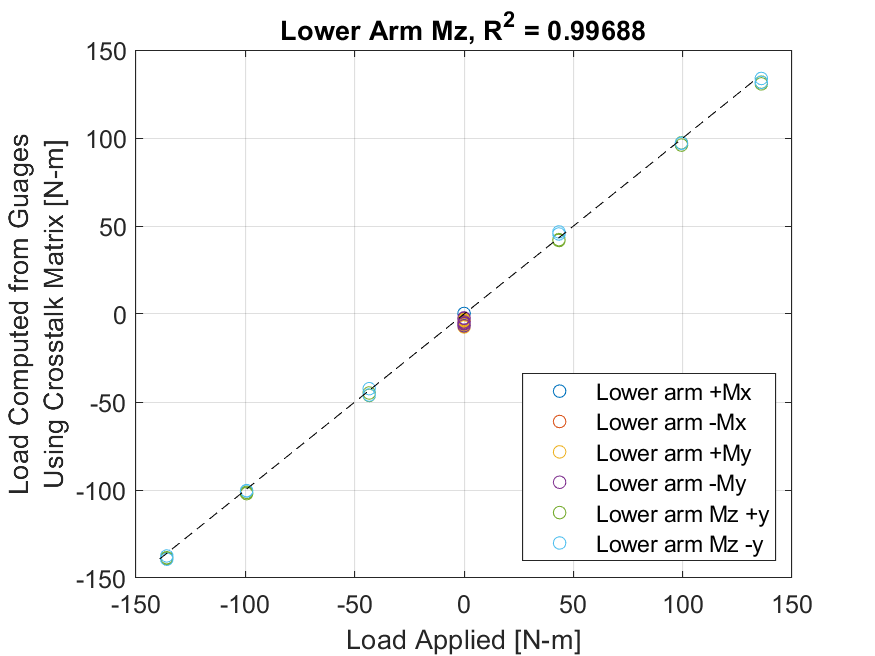 Lower Arm Mz, R² = 0.99688
Load Computed from Guages
Using Crosstalk Matrix [N-m]
150
100
50
0
-50
-100
-150
Lower arm +Mx
Lower arm -Mx
Lower arm +My
Lower arm -My
Lower arm Mz +y
Lower arm Mz -y
-150 -100 -50 0 50 100 150
Load Applied [N-m]